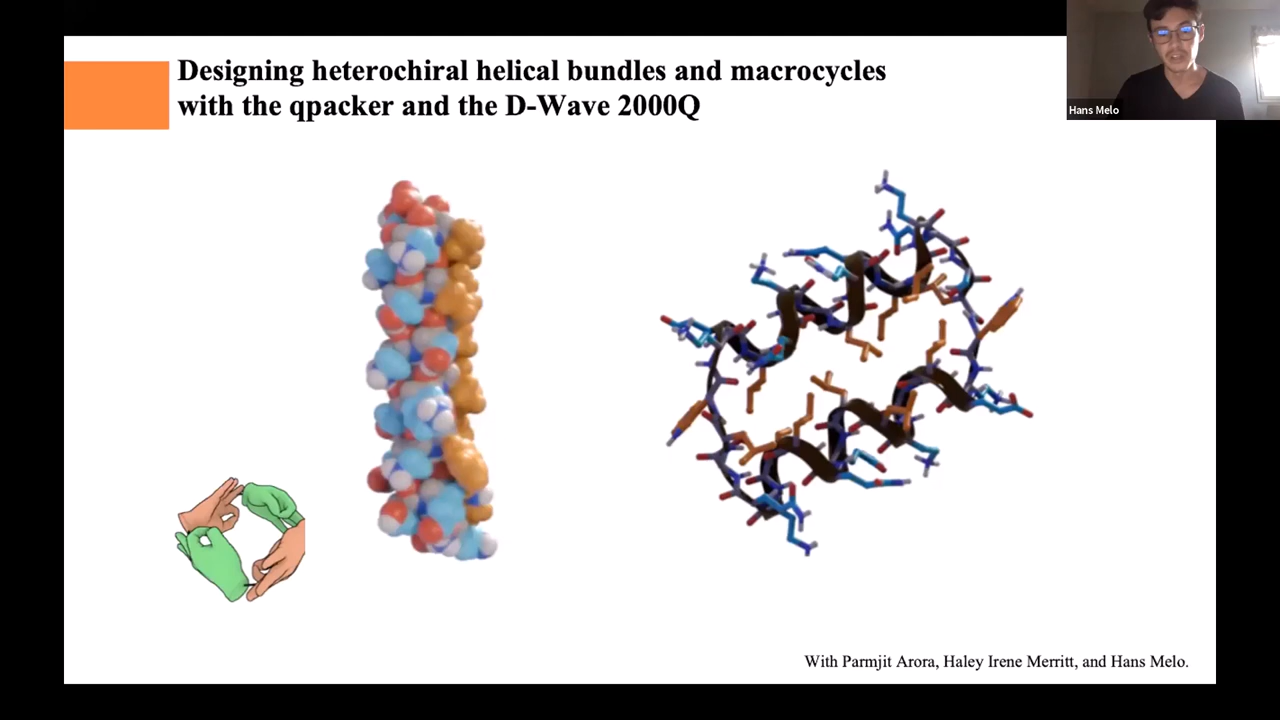 Designing heterochiral helical bundles and macrocycles
with the qpacker and the D-Wave 2000Q
Hans Melo
With Parmjit Arora, Haley Irene Merritt, and Hans Melo.